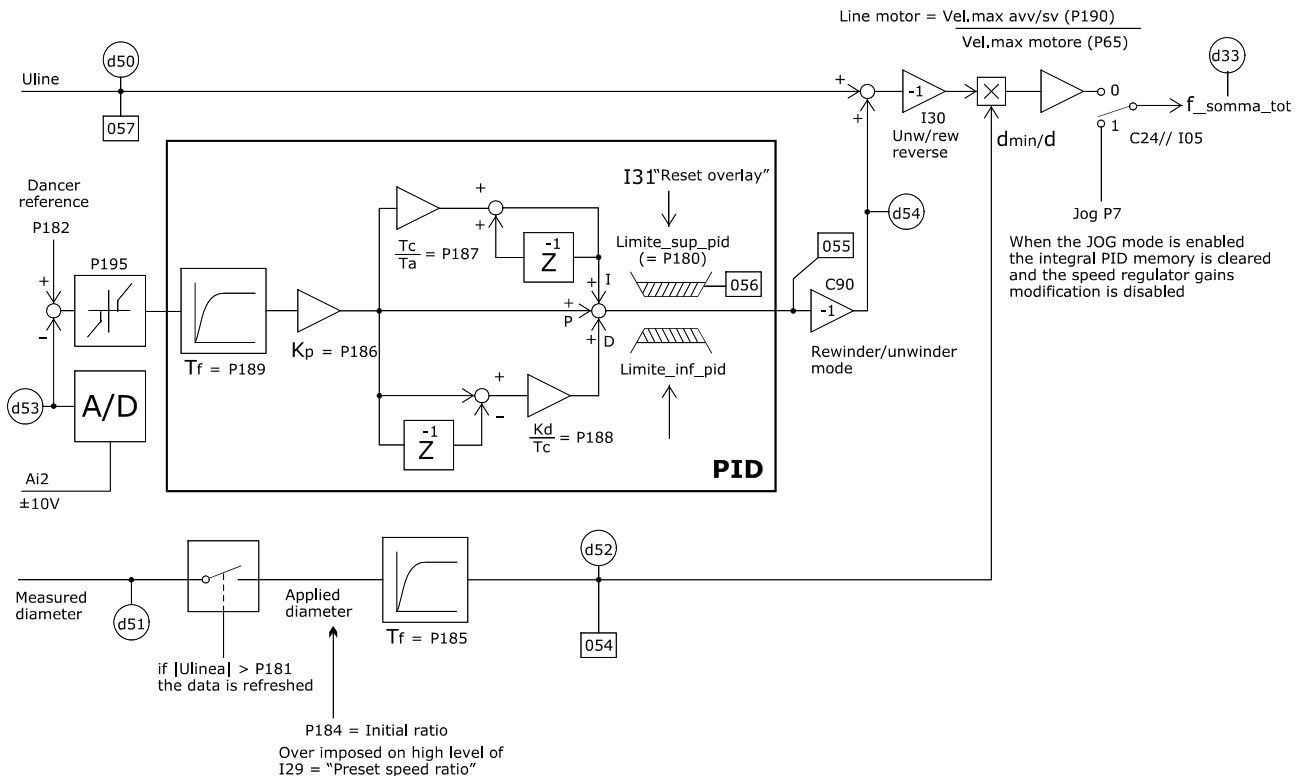 Line motor = Vel.max avv/sv (P190)
Vel.max motore (P65)
d50
d33
Uline
057
+
+
-1
I30
Unw/rew
reverse
×
dmin/d
0
1
f_somma_tot
C24// I05
Jog P7
When the JOG mode is enabled
the integral PID memory is cleared
and the speed regulator gains
modification is disabled
Dancer
reference
P182
P195
+
−
d53
A/D
Ai2
±10V
Tf = P189
Kp = P186
Tc
Ta
= P187
+
+
Z-1
I
+
+
P
+
D
I31"Reset overlay"
Limite_sup_pid
(= P180)
056
Limite_inf_pid
055
C90
-1
d54
Rewinder/unwinder
mode
Z-1
+
−
Kd
Tc
= P188
PID
Measured
diameter
d51
if |Ulinea| > P181
the data is refreshed
Applied
diameter
Tf = P185
d52
054
P184 = Initial ratio
Over imposed on high level of
I29 = "Preset speed ratio"